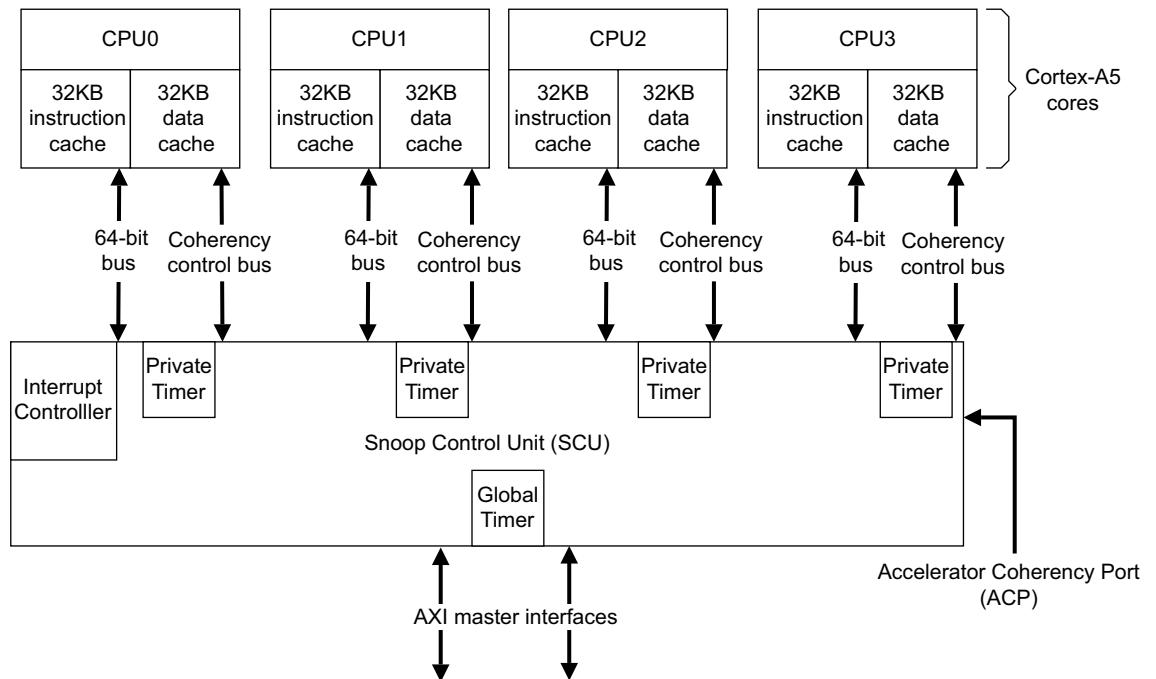 CPU0
32KB
instruction
cache
32KB
data
cache
CPU1
32KB
instruction
cache
32KB
data
cache
CPU2
32KB
instruction
cache
32KB
data
cache
CPU3
32KB
instruction
cache
32KB
data
cache
Cortex-A5
cores
64-bit
bus
Coherency
control bus
64-bit
bus
Coherency
control bus
64-bit
bus
Coherency
control bus
64-bit
bus
Coherency
control bus
Interrupt
Controlller
Private
Timer
Private
Timer
Private
Timer
Private
Timer
Snoop Control Unit (SCU)
Global
Timer
Accelerator Coherency Port
(ACP)
AXI master interfaces